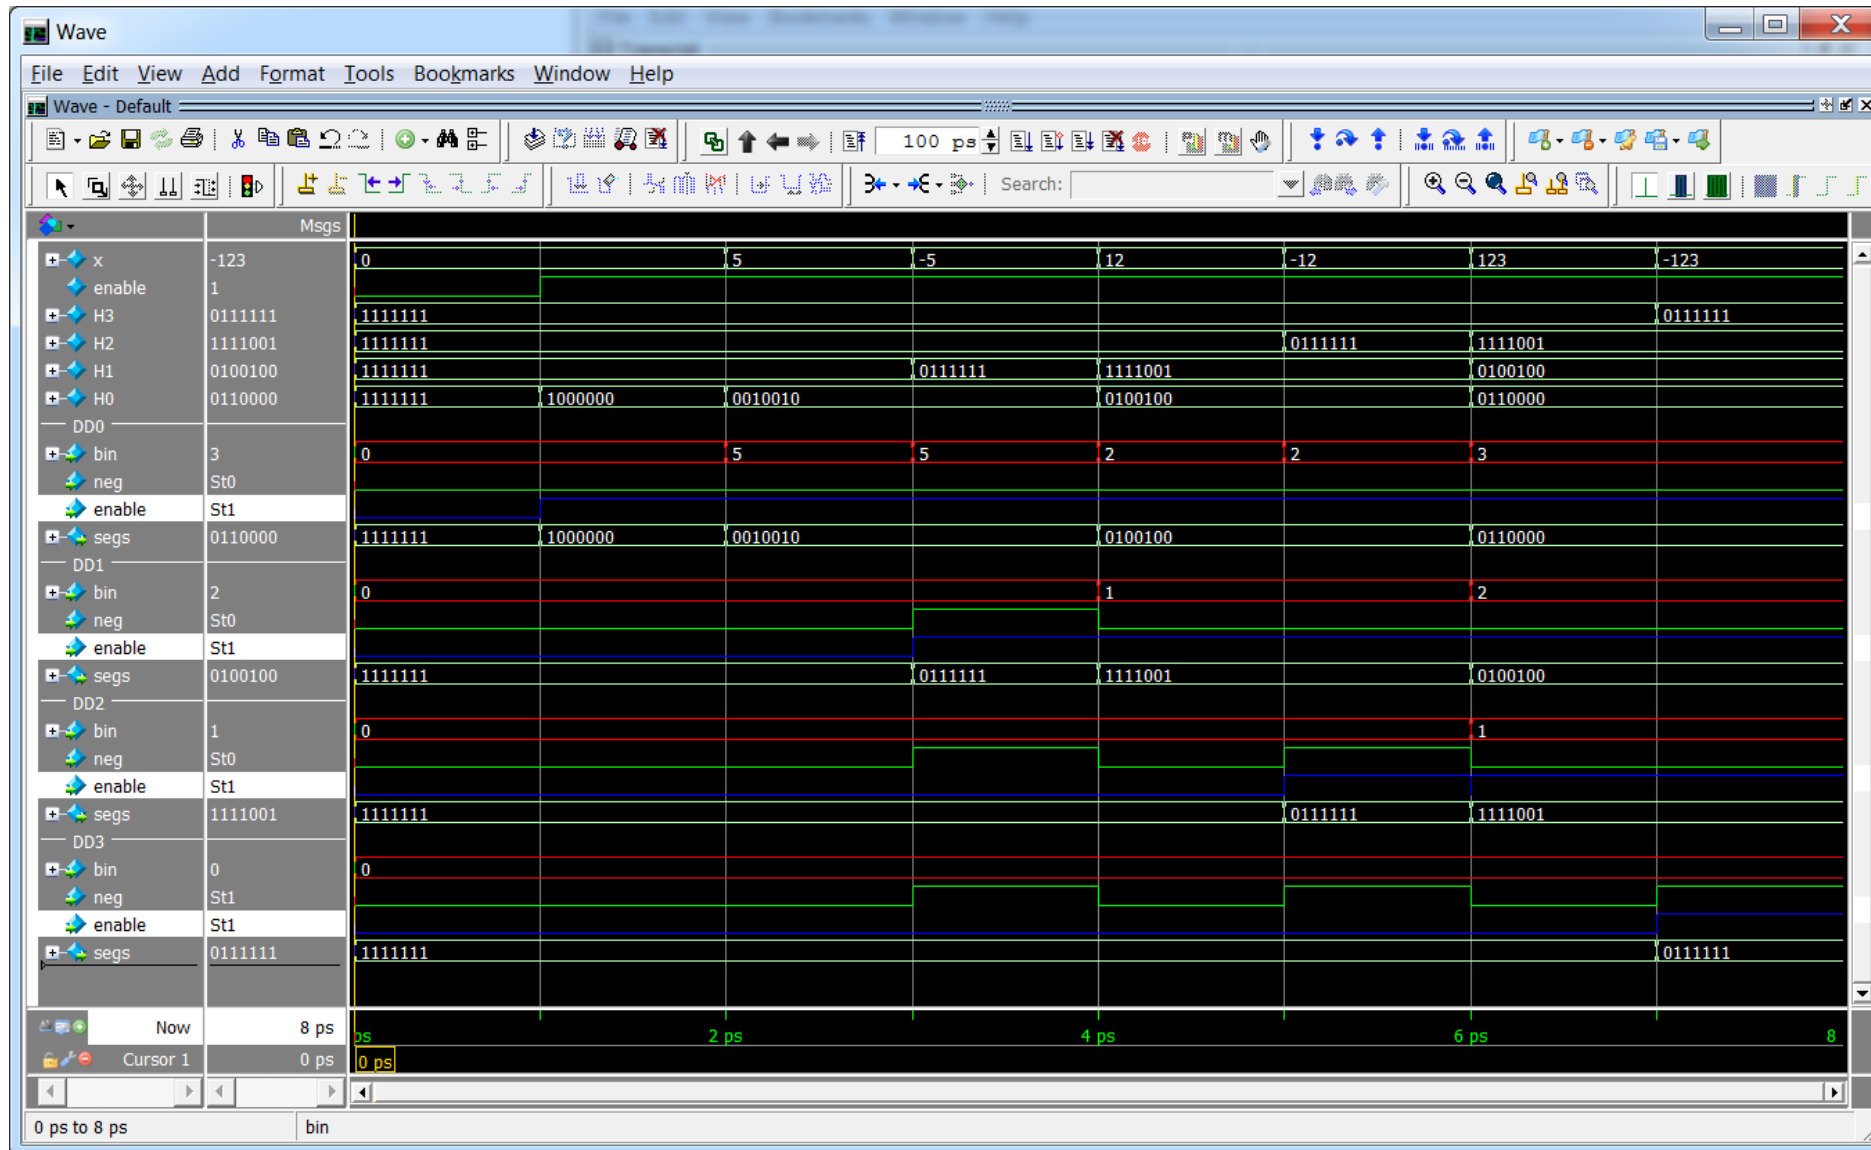 Wave
File Edit View Add Format Tools Bookmarks Window Help
Wave - Default
100 ps
Search:
Msgs
x -123 0 5 -5 12 -12 123 -123
enable 1
H3 0111111 1111111 0111111
H2 1111001 1111111 0111111 1111001
H1 0100100 1111111 0111111 1111001 0100100
H0 0110000 1111111 1000000 0010010 0100100 0110000
DD0
bin 3 0 5 5 2 2 3
neg St0
enable St1
segs 0110000 1111111 1000000 0010010 0100100 0110000
DD1
bin 2 0 1 2
neg St0
enable St1
segs 0100100 1111111 0111111 1111001 0100100
DD2
bin 1 0 1
neg St0
enable St1
segs 1111001 1111111 0111111 1111001
DD3
bin 0 0
neg St1
enable St1
segs 0111111 1111111 0111111
Now 8 ps ps 2 ps 4 ps 6 ps 8
Cursor 1 0 ps 0 ps
0 ps to 8 ps bin